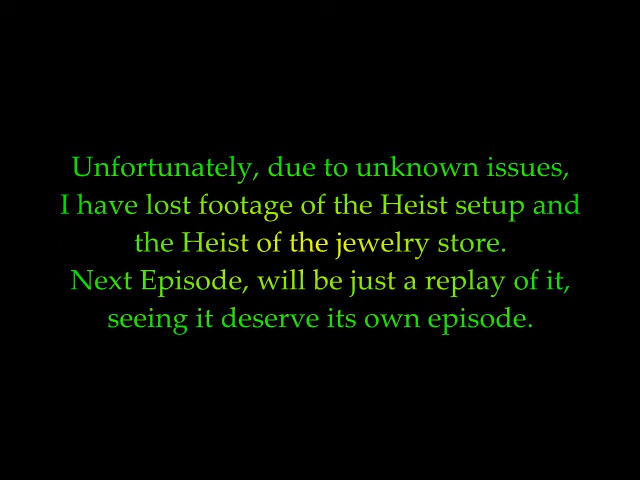 Unfortunately, due to unknown issues,
I have lost footage of the Heist setup and
the Heist of the jewelry store.
Next Episode, will be just a replay of it,
seeing it deserve its own episode.